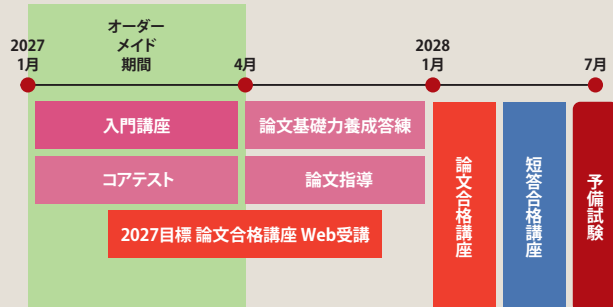 オーダー
メイド
期間
2027
1月
4月
2028
1月
7月
入門講座
論文基礎力養成答練
コアテスト
論文指導
2027目標 論文合格講座 Web受講
論文合格講座
短答合格講座
予備試験